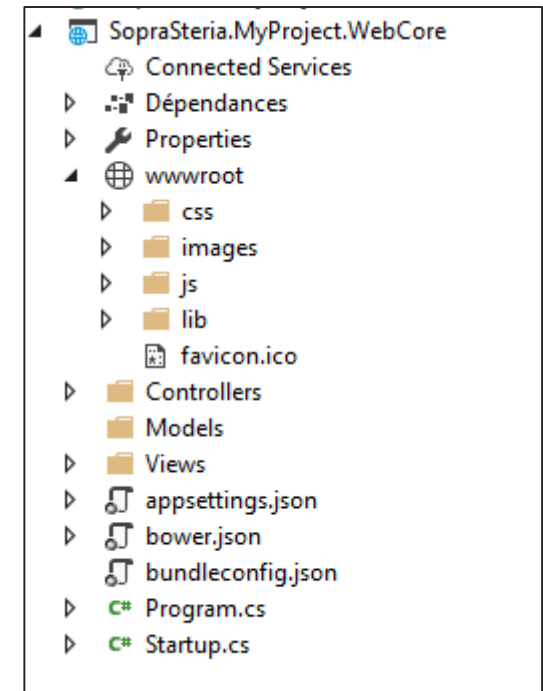 SopraSteria.MyProject.WebCore
Connected Services
Dépendances
Properties
wwwroot
css
images
js
lib
favicon.ico
Controllers
Models
Views
appsettings.json
bower.json
bundleconfig.json
C# Program.cs
C# Startup.cs